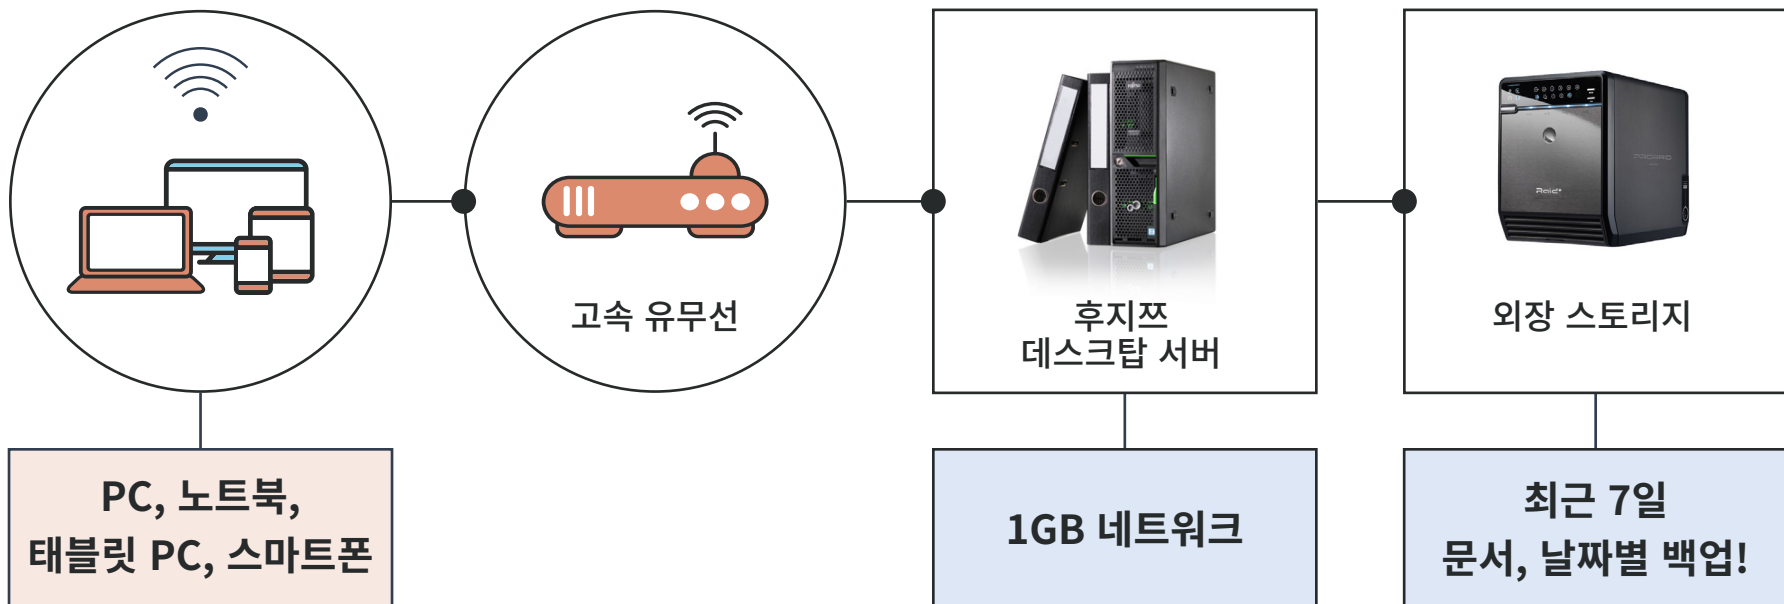 고속 유무선
후지쯔
데스크탑 서버
외장 스토리지
Raid+
PC, 노트북,
태블릿 PC, 스마트폰
1GB 네트워크
최근 7일
문서, 날짜별 백업!